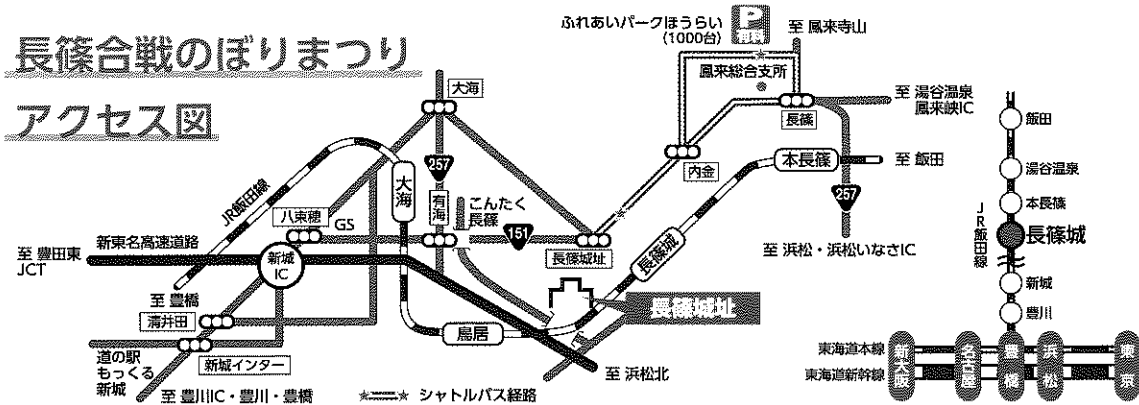 長篠合戦のぼりまつり
アクセス図
ふれあいパークほうらい
(1000台)
P
有料
至 鳳来寺山
鳳来総合支所
長篠
至 湯谷温泉
鳳来峡IC
内金
本長篠
至 飯田
257
至 浜松・浜松いなさIC
大海
257
JR飯田線
大海
有海
こんたく
長篠
八束穂
GS
151
長篠城址
長篠城
至 豊田東
JCT
新東名高速道路
新城
IC
至 豊橋
清井田
鳥居
長篠城址
道の駅
もっくる
新城
新城インター
至 浜松北
至 豊川IC・豊川・豊橋
シャトルバス経路
飯田
湯谷温泉
本長篠
長篠城
JR飯田線
新城
豊川
東海道本線
東海道新幹線
新大阪
名古屋
豊橋
浜松
東京